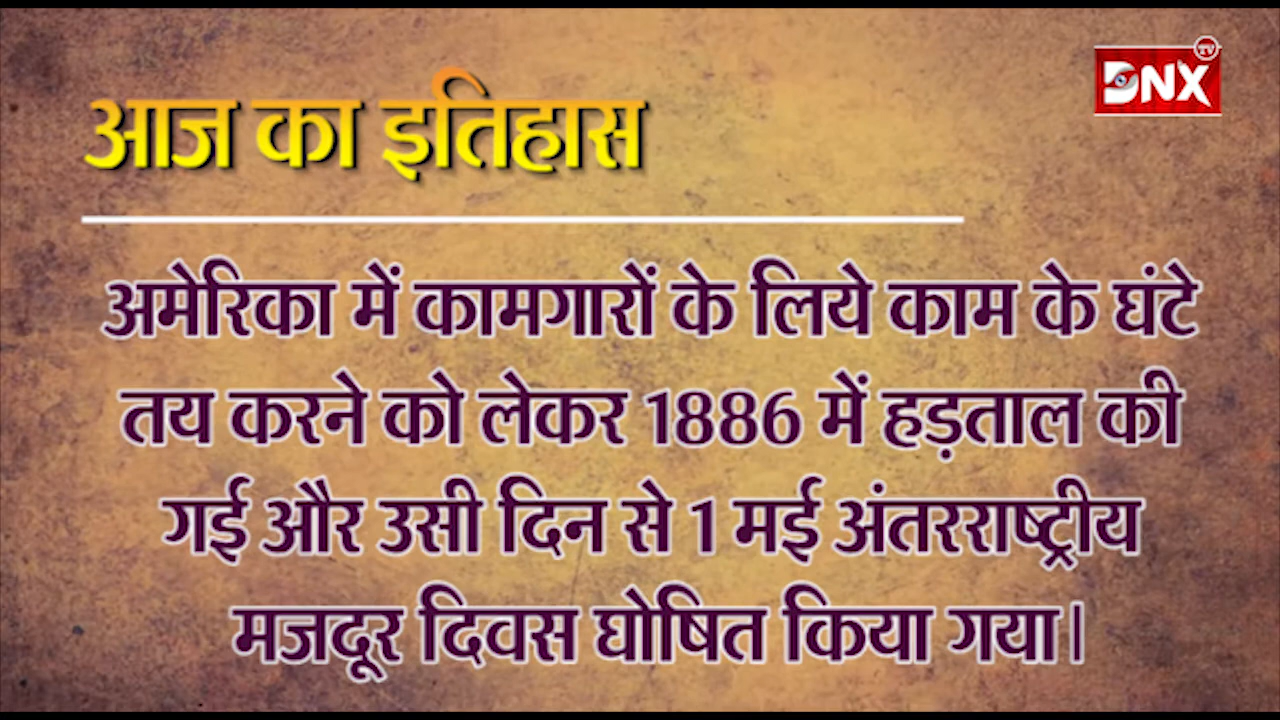 DNX TV
आज का इतिहास
अमेरिका में कामगारों के लिये काम के घंटे
तय करने को लेकर 1886 में हड़ताल की
गई और उसी दिन से 1 मई अंतरराष्ट्रीय
मजदूर दिवस घोषित किया गया।